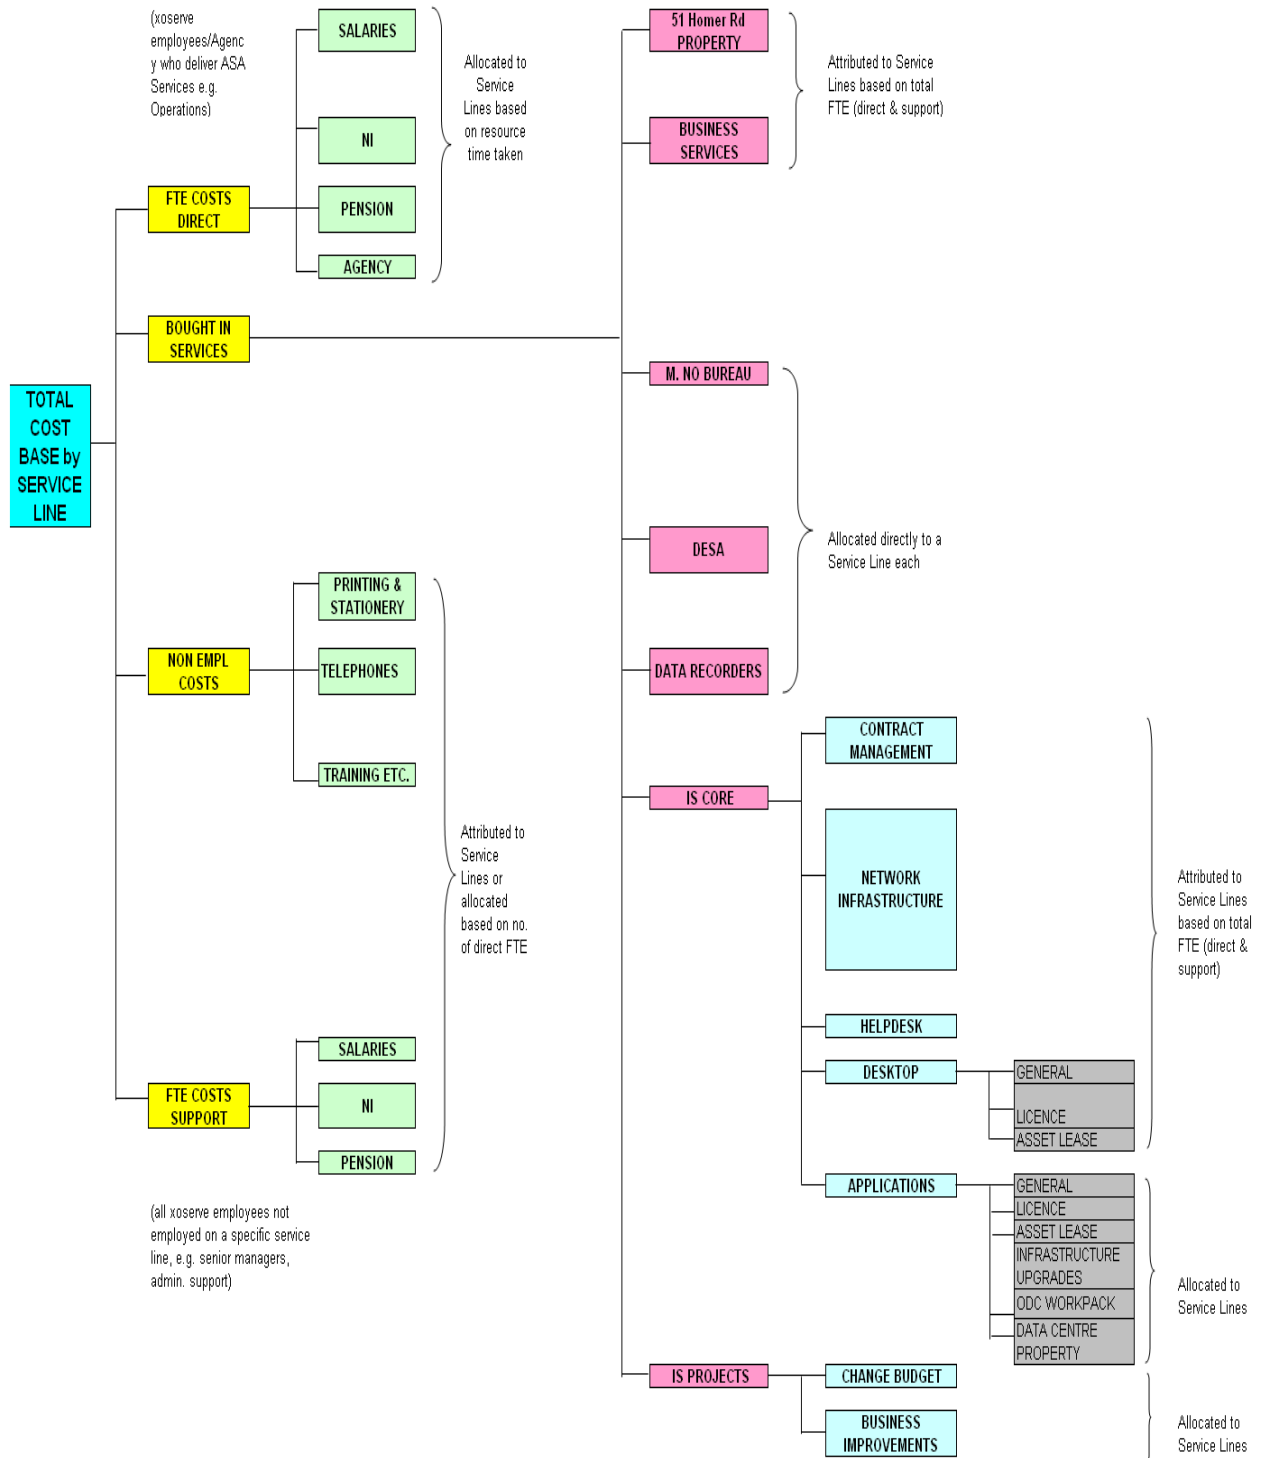 (xoserve
employees/Agenc
y who deliver ASA
Services e.g.
Operations)
SALARIES
NI
PENSION
AGENCY
Allocated to
Service
Lines based
on resource
time taken
FTE COSTS
DIRECT
BOUGHT IN
SERVICES
TOTAL
COST
BASE by
SERVICE
LINE
PRINTING &
STATIONERY
TELEPHONES
TRAINING ETC.
NON EMPL
COSTS
Attributed to
Service
Lines or
allocated
based on no.
of direct FTE
SALARIES
NI
PENSION
FTE COSTS
SUPPORT
(all xoserve employees not
employed on a specific service
line, e.g. senior managers,
admin. support)
51 Homer Rd
PROPERTY
BUSINESS
SERVICES
Attributed to Service
Lines based on total
FTE (direct & support)
M. NO BUREAU
DESA
DATA RECORDERS
Allocated directly to a
Service Line each
IS CORE
CONTRACT
MANAGEMENT
NETWORK
INFRASTRUCTURE
HELPDESK
DESKTOP
GENERAL
LICENCE
ASSET LEASE
Attributed to
Service Lines
based on total
FTE (direct &
support)
APPLICATIONS
GENERAL
LICENCE
ASSET LEASE
INFRASTRUCTURE
UPGRADES
ODC WORKPACK
DATA CENTRE
PROPERTY
Allocated to
Service Lines
IS PROJECTS
CHANGE BUDGET
BUSINESS
IMPROVEMENTS
Allocated to
Service Lines